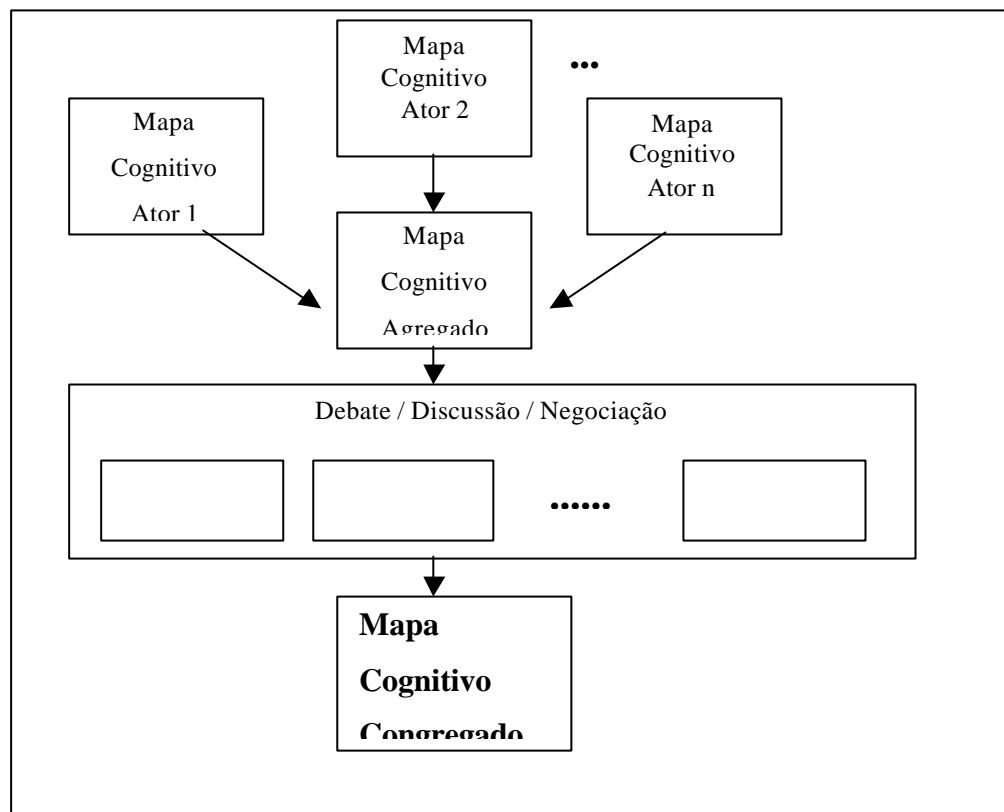 Mapa
Cognitivo
Ator 2
...
Mapa
Cognitivo
Ator 1
Mapa
Cognitivo
Ator n
Mapa
Cognitivo
Agregado
Debate / Discussão / Negociação
......
Mapa
Cognitivo
Congregado